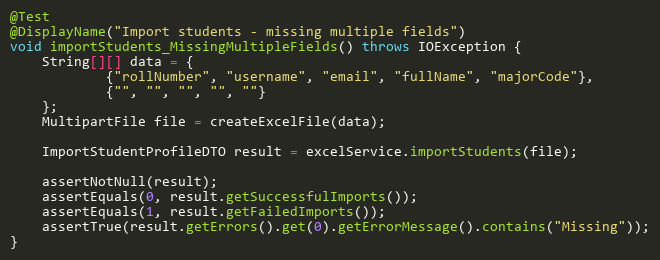 @Test
@DisplayName("Import students - missing multiple fields")
void importStudents_MissingMultipleFields() throws IOException {
    String[][] data = {
            {"rollNumber", "username", "email", "fullName", "majorCode"},
            {"", "", "", "", ""}
    };
    MultipartFile file = createExcelFile(data);

    ImportStudentProfileDTO result = excelService.importStudents(file);

    assertNotNull(result);
    assertEquals(0, result.getSuccessfulImports());
    assertEquals(1, result.getFailedImports());
    assertTrue(result.getErrors().get(0).getErrorMessage().contains("Missing"));
}